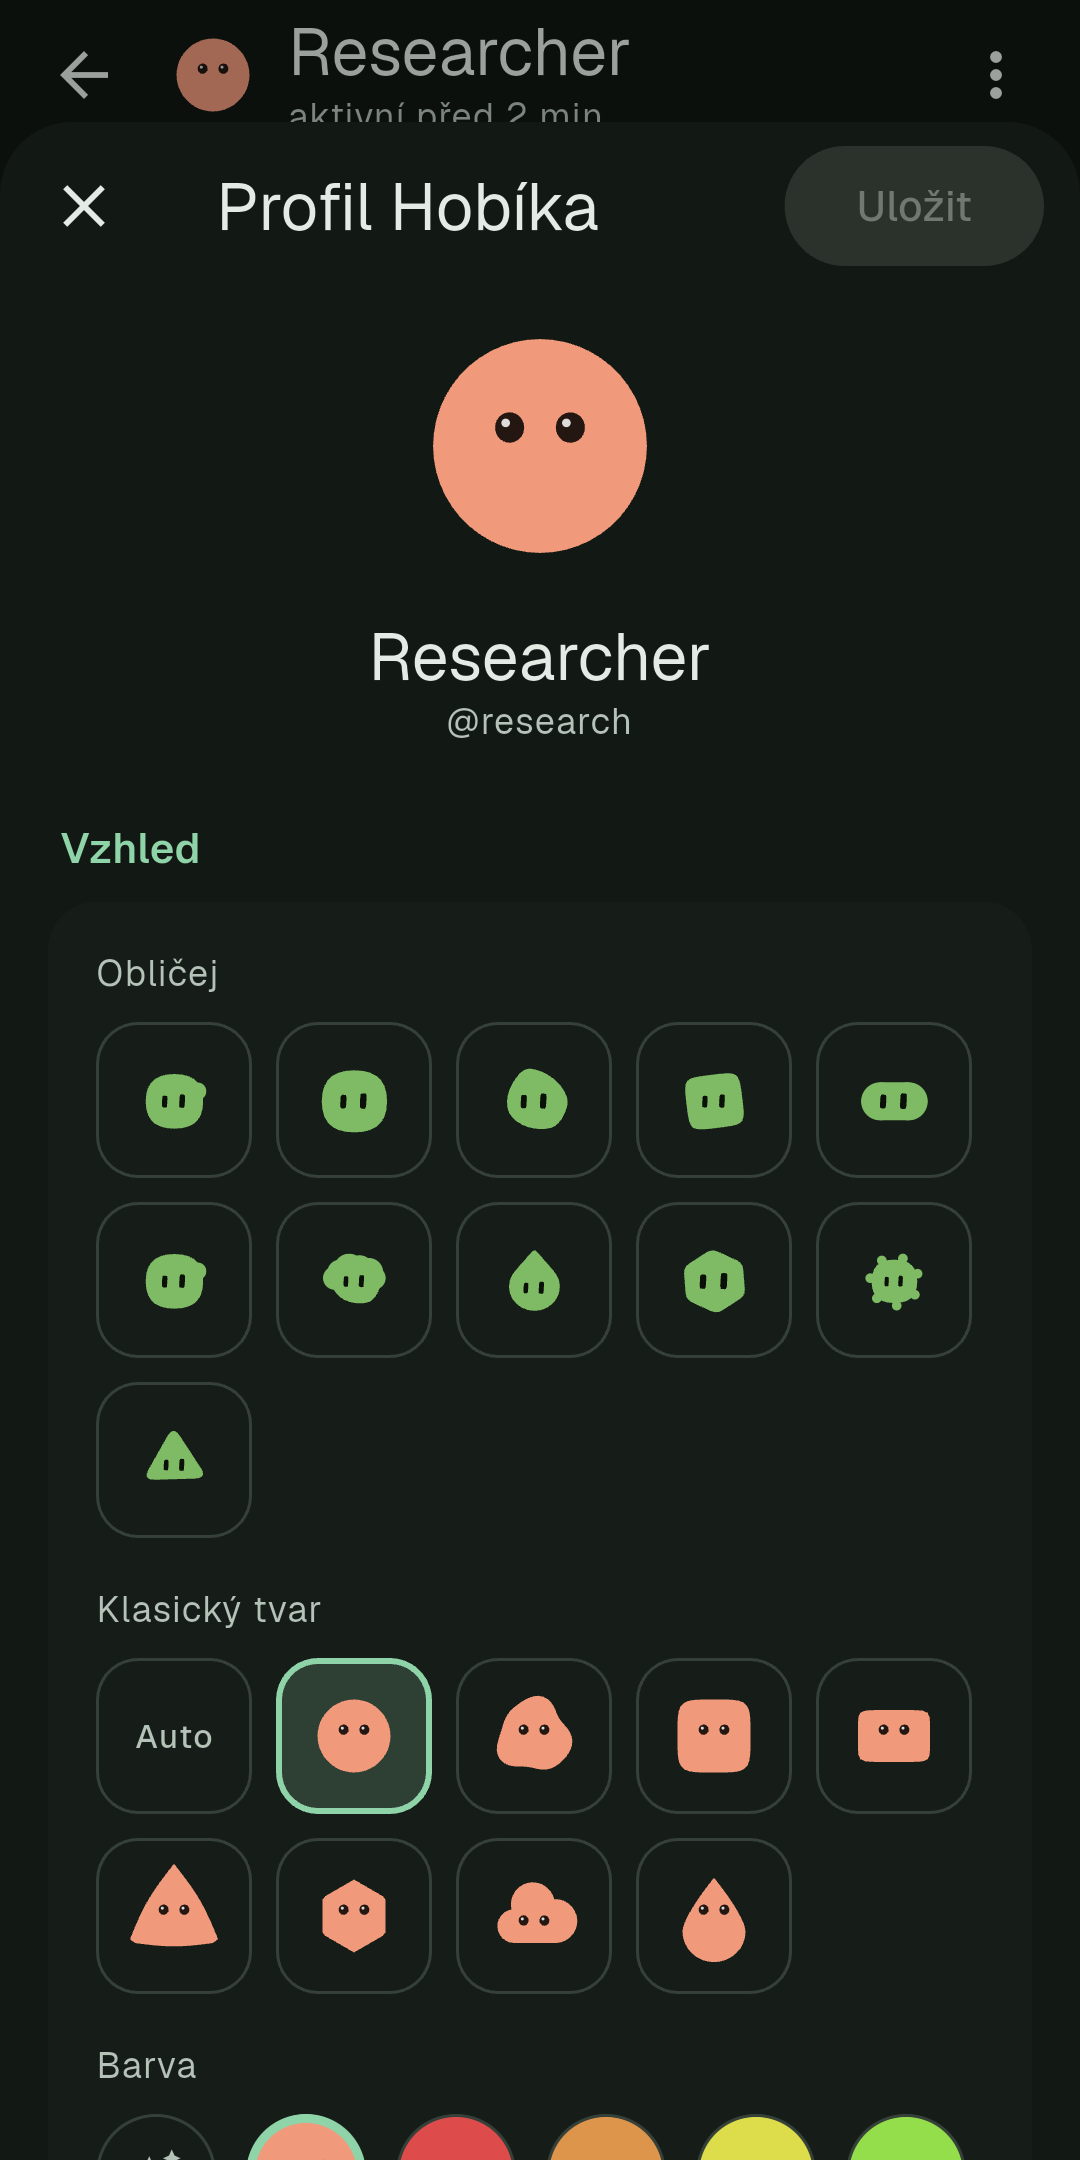 Researcher
aktivní před 2 min
Profil Hobíka
Uložit
Researcher
@research
Vzhled
Obličej
Klasický tvar
Auto
Barva